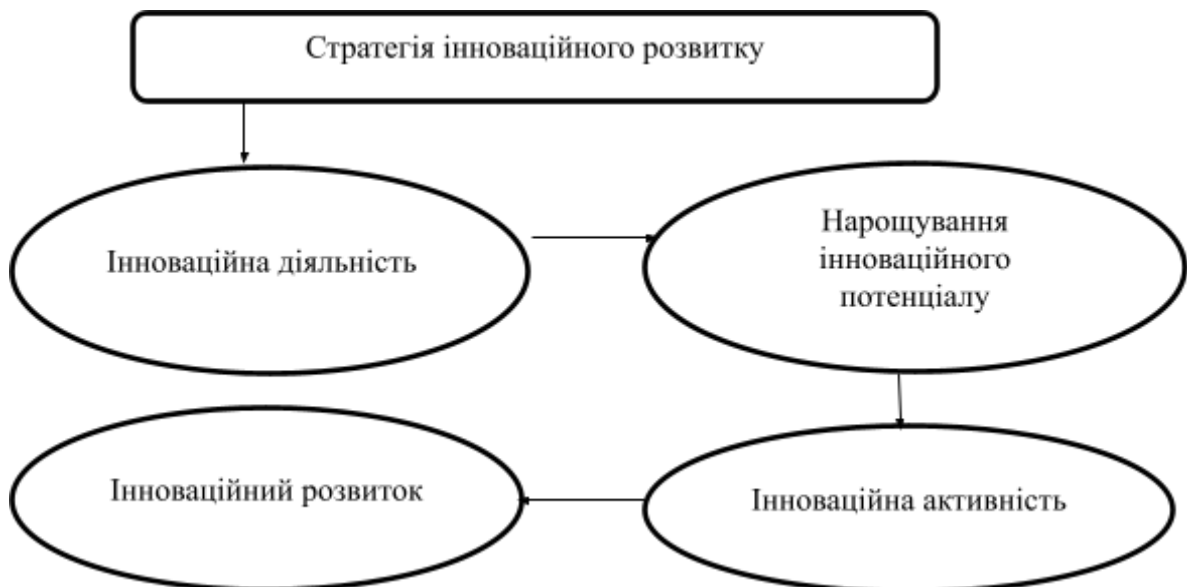 Стратегія інноваційного розвитку
Інноваційна діяльність
Нарощування
інноваційного
потенціалу
Інноваційний розвиток
Інноваційна активність